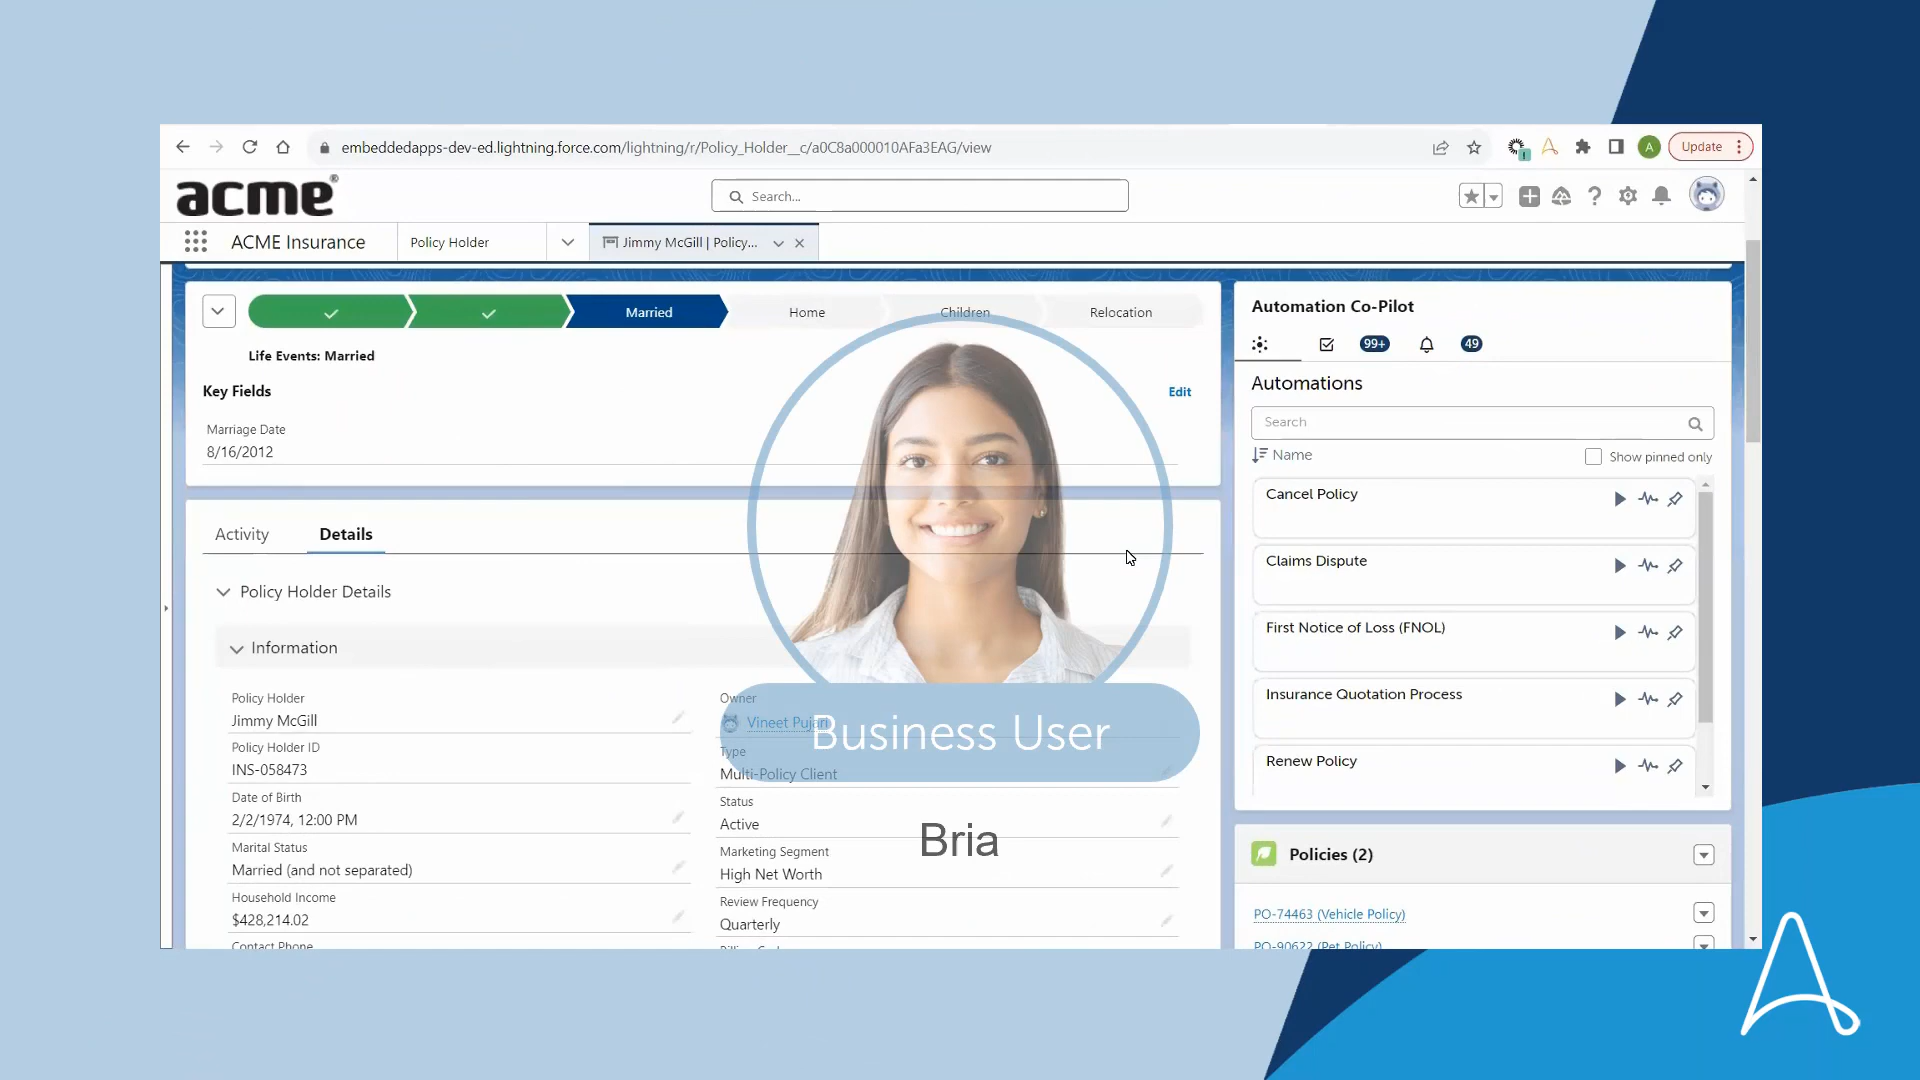 embeddedapps-dev-ed.lightning.force.com/lightning/r/Policy_Holder__c/a0C8a000010AFa3EAG/view
A
Update
acme®
Search...
ACME Insurance
Policy Holder
Jimmy McGill | Policy...
Married
Home
Children
Relocation
Life Events: Married
Key Fields
Edit
Marriage Date
8/16/2012
Activity
Details
Policy Holder Details
Information
Policy Holder
Jimmy McGill
Policy Holder ID
INS-058473
Date of Birth
2/2/1974, 12:00 PM
Marital Status
Married (and not separated)
Household Income
$428,214.02
Contact Phone
Owner
Vineet Pujari
Type
Multi-Policy Client
Status
Active
Marketing Segment
High Net Worth
Review Frequency
Quarterly
Business User
Bria
Automation Co-Pilot
99+
49
Automations
Search
Name
Show pinned only
Cancel Policy
Claims Dispute
First Notice of Loss (FNOL)
Insurance Quotation Process
Renew Policy
Policies (2)
PO-74463 (Vehicle Policy)
PO-90622 (Pet Policy)